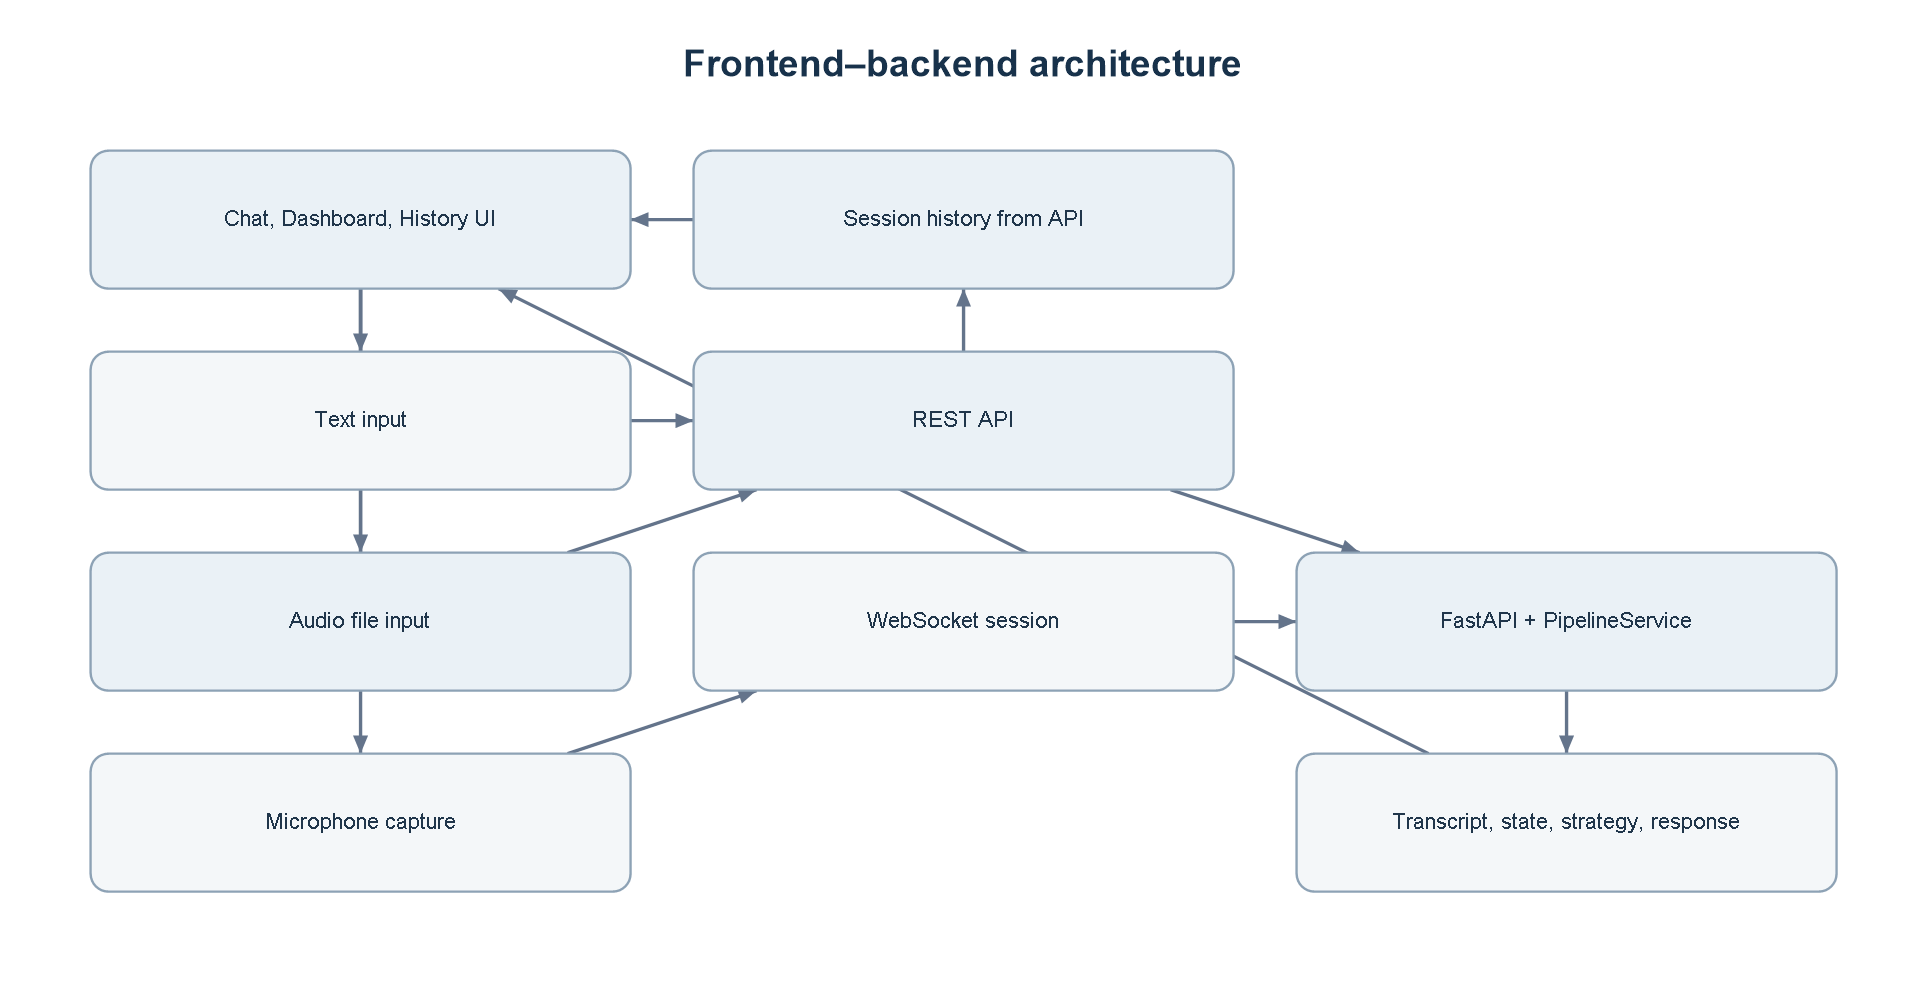 Frontend–backend architecture
Chat, Dashboard, History UI
Session history from API
Text input
REST API
Audio file input
WebSocket session
FastAPI + PipelineService
Microphone capture
Transcript, state, strategy, response